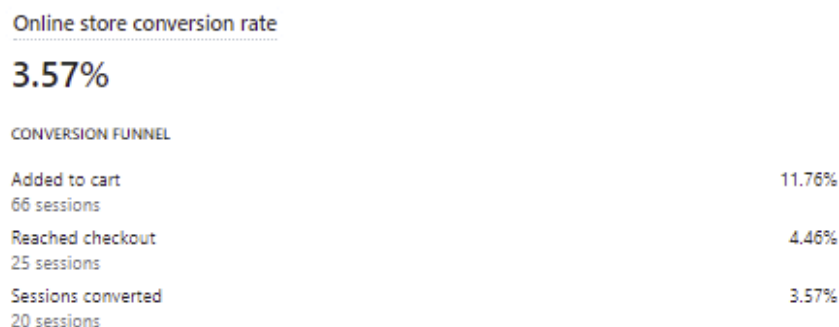 Online store conversion rate
3.57%
CONVERSION FUNNEL
Added to cart 11.76%
66 sessions
Reached checkout 4.46%
25 sessions
Sessions converted 3.57%
20 sessions